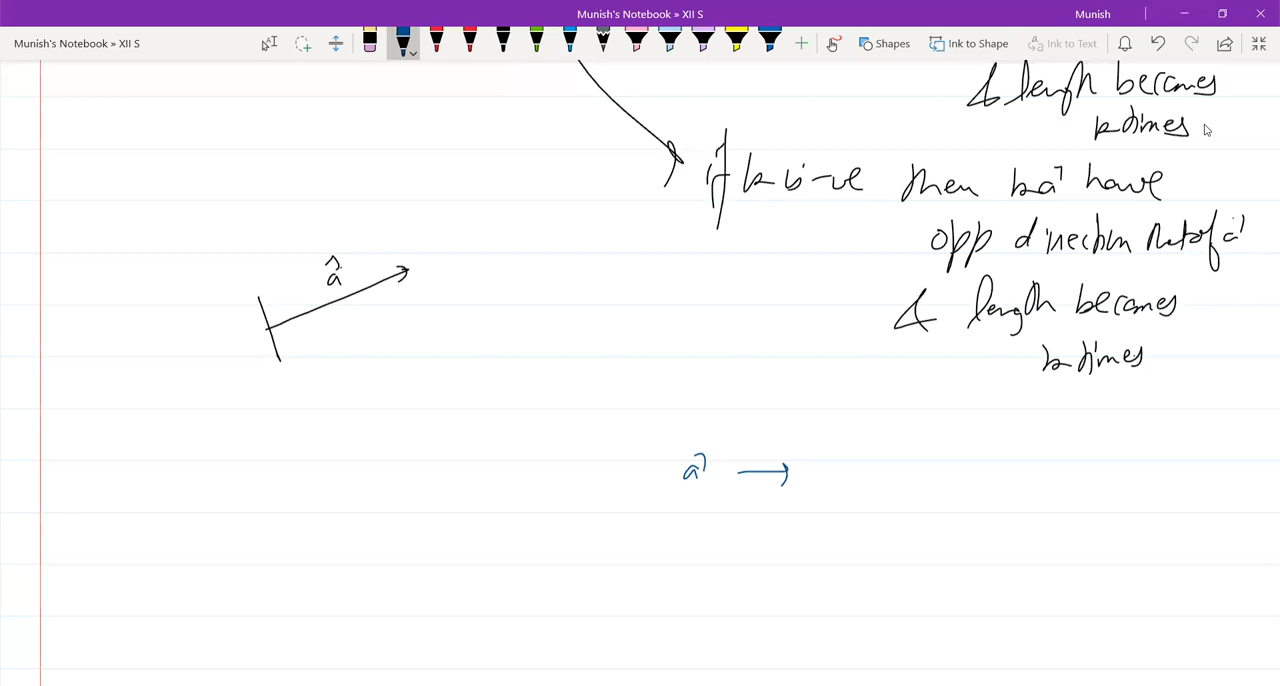 Munish's Notebook » XII S
Munish
Munish's Notebook » XII S
Shapes
Ink to Shape
Ink to Text
& length becomes
k times
if k is -ve then ka⃗ have
opp direction that of a⃗
& length becomes
k times
â
a⃗ →